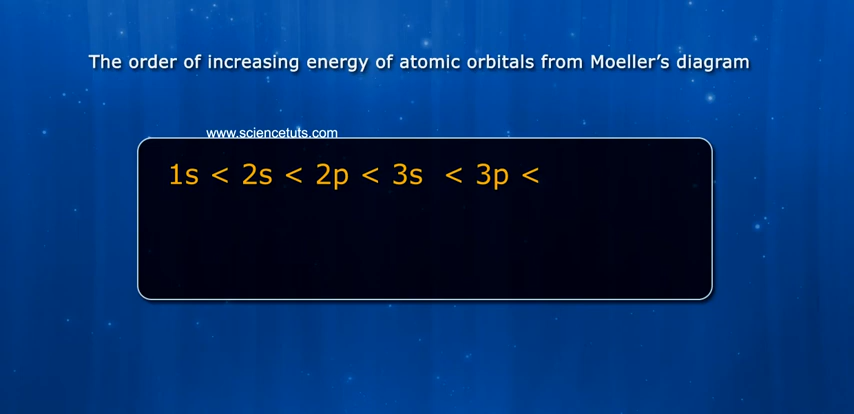 The order of increasing energy of atomic orbitals from Moeller’s diagram
www.sciencetuts.com
1s < 2s < 2p < 3s < 3p <